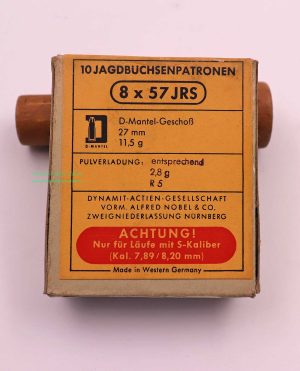 10 JAGDBUCHSENPATRONEN
8 x 57 JRS
D-Mantel-Geschoß
27 mm
11,5 g
D-MANTEL
PULVERLADUNG: entsprechend
2,8 g
R 5
DYNAMIT-ACTIEN-GESELLSCHAFT
VORM. ALFRED NOBEL & CO.
ZWEIGNIEDERLASSUNG NÜRNBERG
ACHTUNG!
Nur für Läufe mit S-Kaliber
(Kal. 7,89/8,20 mm)
Made in Western Germany